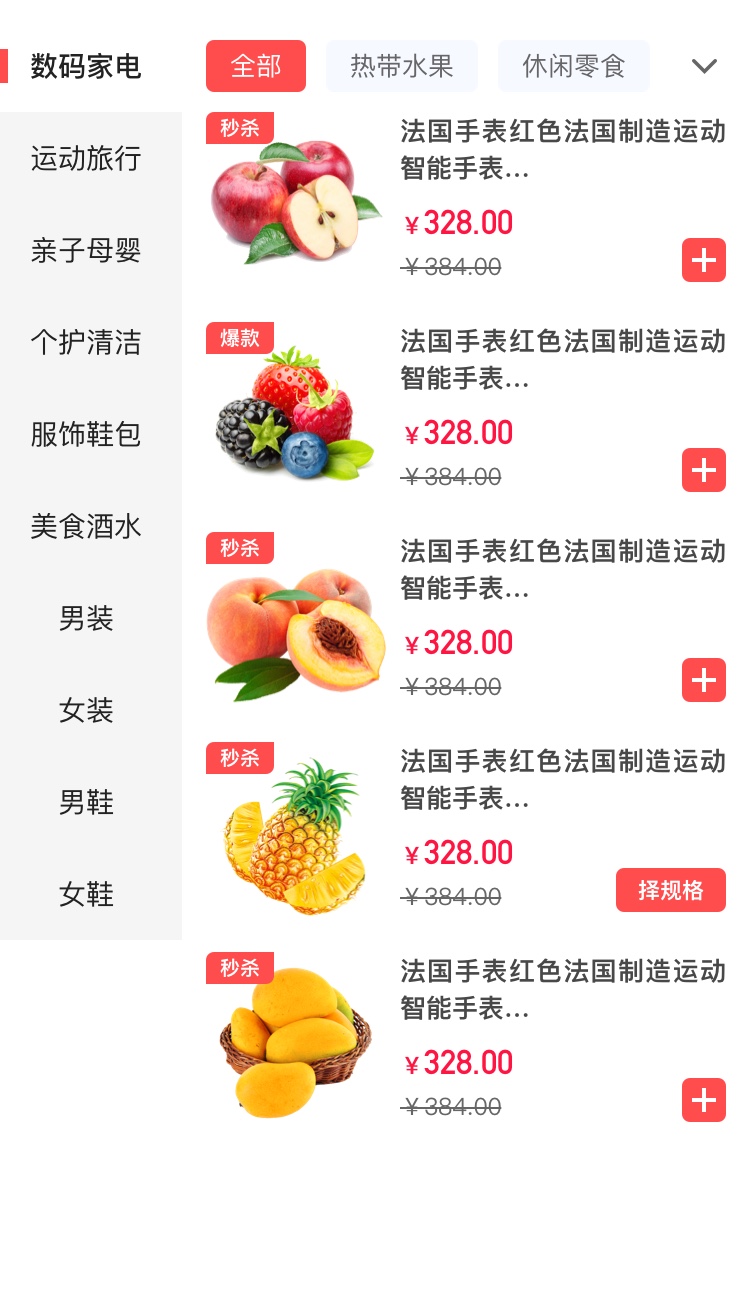 数码家电
全部
热带水果
休闲零食
运动旅行
亲子母婴
个护清洁
服饰鞋包
美食酒水
男装
女装
男鞋
女鞋
秒杀
法国手表红色法国制造运动
智能手表...
¥328.00
¥384.00
爆款
法国手表红色法国制造运动
智能手表...
¥328.00
¥384.00
秒杀
法国手表红色法国制造运动
智能手表...
¥328.00
¥384.00
秒杀
法国手表红色法国制造运动
智能手表...
¥328.00
¥384.00
择规格
秒杀
法国手表红色法国制造运动
智能手表...
¥328.00
¥384.00